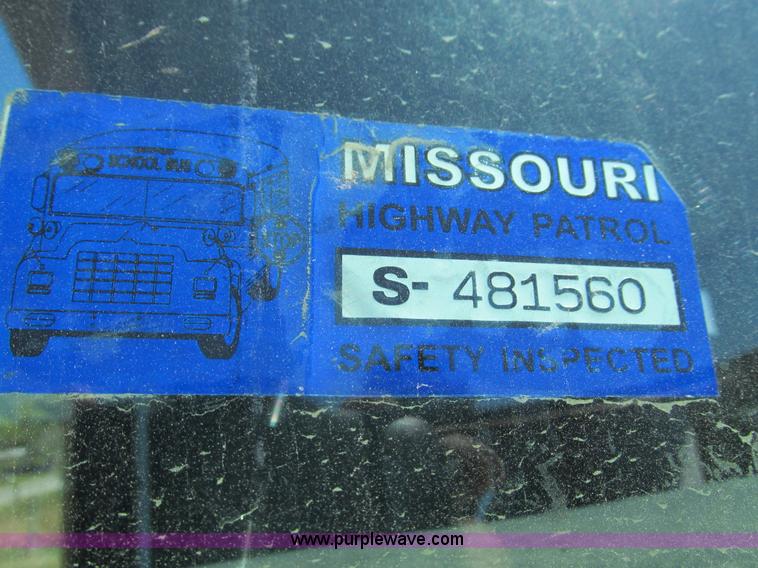 SCHOOL BUS
MISSOURI
HIGHWAY PATROL
S- 481560
SAFETY INSPECTED
www.purplewave.com